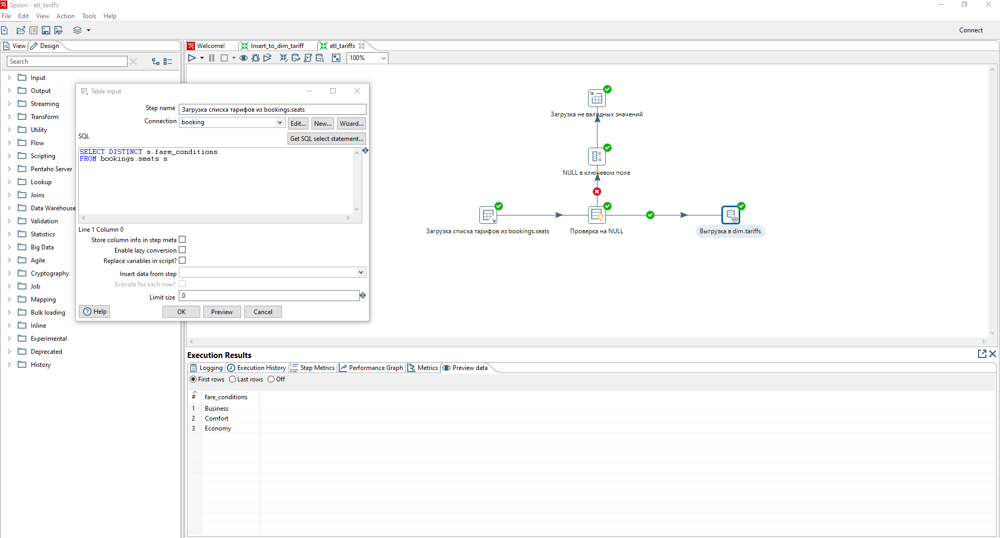 Spoon - etl_tariffs
File Edit View Action Tools Help
Connect
View Design
Welcome! Insert_to_dim_tariff etl_tariffs
100%
Search
Input
Output
Streaming
Transform
Utility
Flow
Scripting
Pentaho Server
Lookup
Joins
Data Warehouse
Validation
Statistics
Big Data
Agile
Cryptography
Job
Mapping
Bulk loading
Inline
Experimental
Deprecated
History
Table input
Step name Загрузка списка тарифов из bookings.seats
Connection booking Edit... New... Wizard...
SQL Get SQL select statement...
SELECT DISTINCT s.fare_conditions
FROM bookings.seats s
Line 1 Column 0
Store column info in step meta
Enable lazy conversion
Replace variables in script?
Insert data from step
Execute for each row?
Limit size 0
Help OK Preview Cancel
Загрузка не валидных значений
NULL в ключевом поле
Загрузка списка тарифов из bookings.seats Проверка на NULL Выгрузка в dim.tariffs
Execution Results
Logging Execution History Step Metrics Performance Graph Metrics Preview data
First rows Last rows Off
# fare_conditions
1 Business
2 Comfort
3 Economy